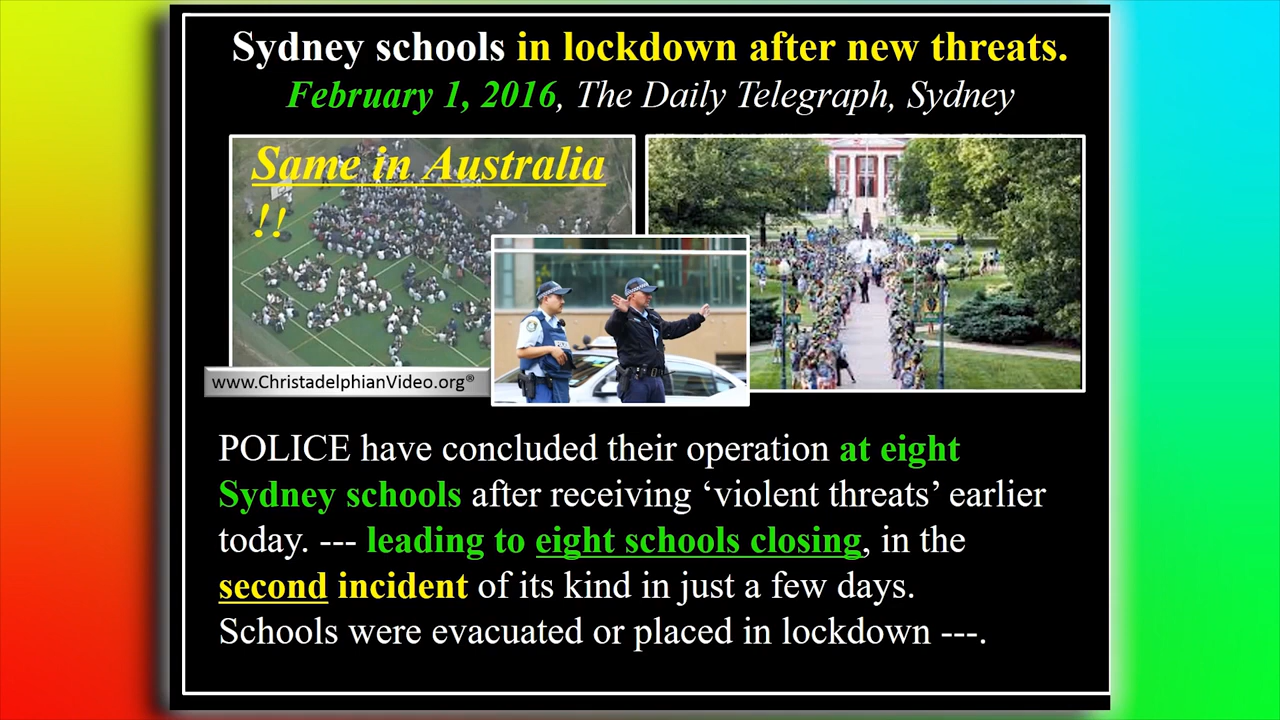 Sydney schools in lockdown after new threats.
February 1, 2016, The Daily Telegraph, Sydney
Same in Australia
!!
www.ChristadelphianVideo.org®
POLICE have concluded their operation at eight
Sydney schools after receiving ‘violent threats’ earlier
today. --- leading to eight schools closing, in the
second incident of its kind in just a few days.
Schools were evacuated or placed in lockdown ---.